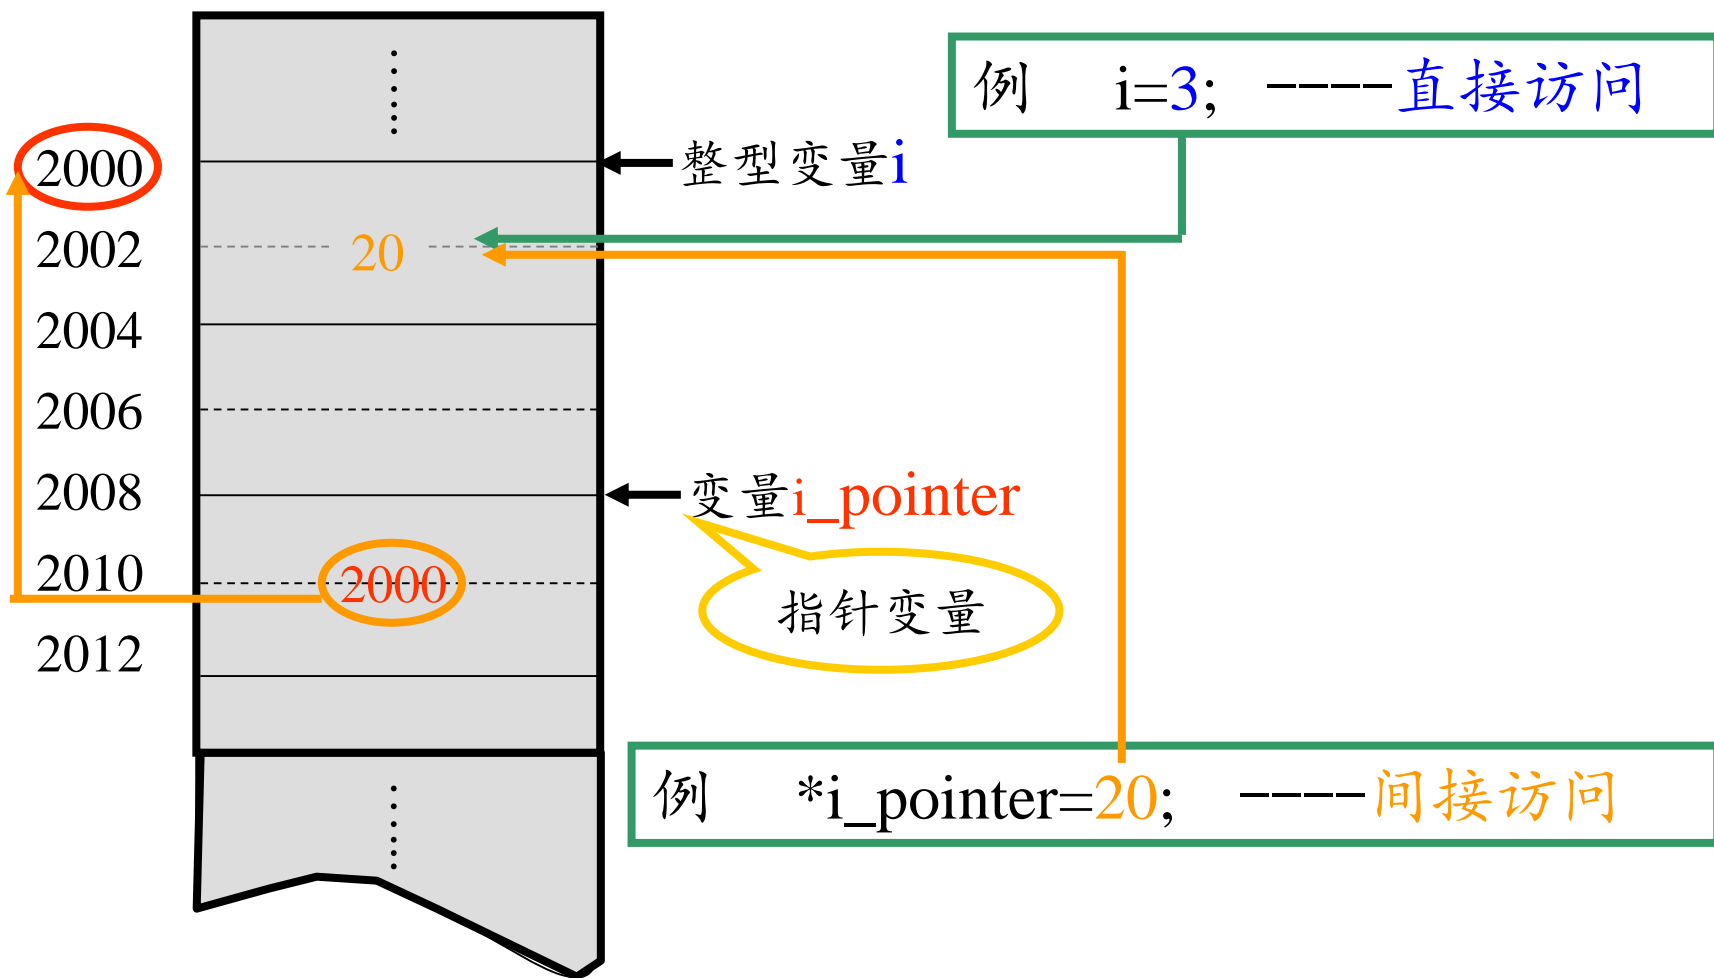 ……
例 i=3; ----直接访问
2000
整型变量i
2002
20
2004
2006
2008
变量i_pointer
2010
2000
指针变量
2012
例 *i_pointer=20; ----间接访问
……